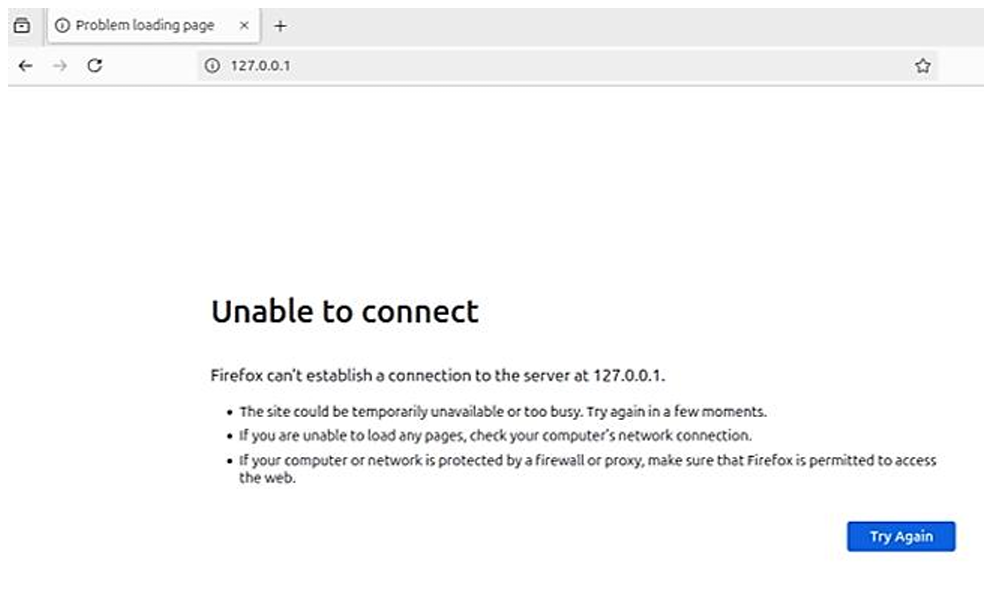 Problem loading page
127.0.0.1
Unable to connect
Firefox can't establish a connection to the server at 127.0.0.1.
• The site could be temporarily unavailable or too busy. Try again in a few moments.
• If you are unable to load any pages, check your computer's network connection.
• If your computer or network is protected by a firewall or proxy, make sure that Firefox is permitted to access
the web.
Try Again